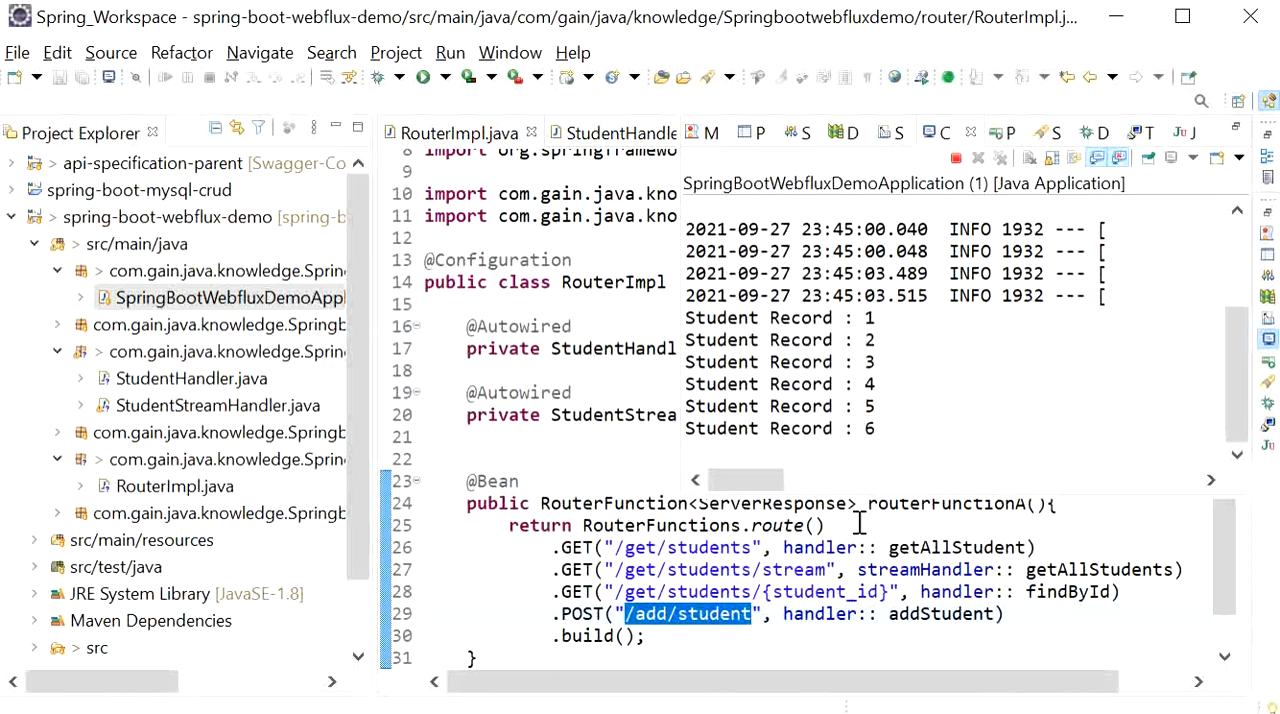 Spring_Workspace - spring-boot-webflux-demo/src/main/java/com/gain/java/knowledge/Springbootwebfluxdemo/router/RouterImpl.j...
File Edit Source Refactor Navigate Search Project Run Window Help
Project Explorer
api-specification-parent [Swagger-Co
spring-boot-mysql-crud
spring-boot-webflux-demo [spring-b
src/main/java
com.gain.java.knowledge.Sprin
SpringBootWebfluxDemoAppl
com.gain.java.knowledge.Springb
com.gain.java.knowledge.Sprin
StudentHandler.java
StudentStreamHandler.java
com.gain.java.knowledge.Springb
com.gain.java.knowledge.Sprin
RouterImpl.java
com.gain.java.knowledge.Springb
src/main/resources
src/test/java
JRE System Library [JavaSE-1.8]
Maven Dependencies
src
RouterImpl.java StudentHandle
8 import org.springframewo
9
10 import com.gain.java.kno
11 import com.gain.java.kno
12
13 @Configuration
14 public class RouterImpl
15
16 @Autowired
17 private StudentHandl
18
19 @Autowired
20 private StudentStrea
21
22
23 @Bean
24 public RouterFunction<ServerResponse> routerFunctionA(){
25 return RouterFunctions.route()
26 .GET("/get/students", handler:: getAllStudent)
27 .GET("/get/students/stream", streamHandler:: getAllStudents)
28 .GET("/get/students/{student_id}", handler:: findById)
29 .POST("/add/student", handler:: addStudent)
30 .build();
31 }
M P S D S C P S D T Ju J
SpringBootWebfluxDemoApplication (1) [Java Application]
2021-09-27 23:45:00.040 INFO 1932 --- [
2021-09-27 23:45:00.048 INFO 1932 --- [
2021-09-27 23:45:03.489 INFO 1932 --- [
2021-09-27 23:45:03.515 INFO 1932 --- [
Student Record : 1
Student Record : 2
Student Record : 3
Student Record : 4
Student Record : 5
Student Record : 6
Ju